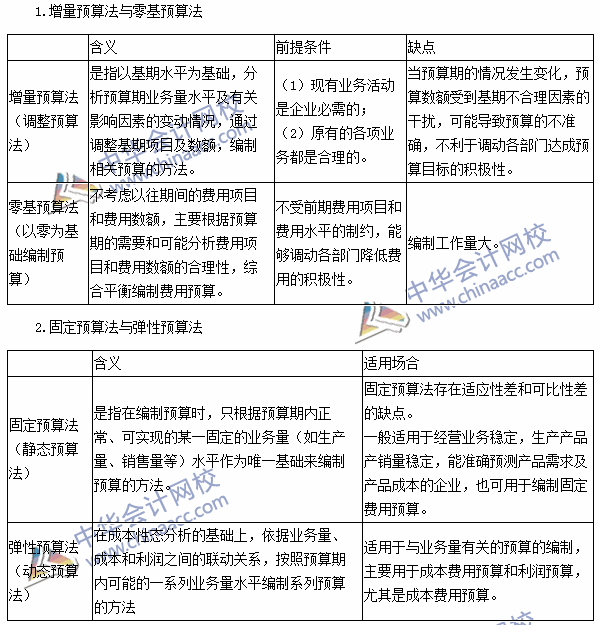 1.增量预算法与零基预算法
含义
前提条件
缺点
增量预算法
（调整预算
法）
是指以基期水平为基础，分
析预算期业务量水平及有关
影响因素的变动情况，通过
调整基期项目及数额，编制
相关预算的方法。
（1）现有业务活动
是企业必需的；
（2）原有的各项业
务都是合理的。
当预算期的情况发生变化，预
算数额受到基期不合理因素的
干扰，可能导致预算的不准
确，不利于调动各部门达成预
算目标的积极性。
零基预算法
（以零为基
础编制预
算）
不考虑以往期间的费用项目
和费用数额，主要根据预算
期的需要和可能分析费用项
目和费用数额的合理性，综
合平衡编制费用预算。
不受前期费用项目和
费用水平的制约，能
够调动各部门降低费
用的积极性。
编制工作量大。
2.固定预算法与弹性预算法
含义
适用场合
固定预算法
（静态预算
法）
是指在编制预算时，只根据预算期内正
常、可实现的某一固定的业务量（如生产
量、销售量等）水平作为唯一基础来编制
预算的方法。
固定预算法存在适应性差和可比性差
的缺点。
一般适用于经营业务稳定，生产产品
产销量稳定，能准确预测产品需求及
产品成本的企业，也可用于编制固定
费用预算。
弹性预算法
（动态预算
法）
在成本性态分析的基础上，依据业务量、
成本和利润之间的联动关系，按照预算期
内可能的一系列业务量水平编制系列预算
的方法
适用于与业务量有关的预算的编制，
主要用于成本费用预算和利润预算，
尤其是成本费用预算。
中华会计网校
www.chinaacc.com
中华会计网校
www.chinaacc.com
中华会计网校
www.chinaacc.com